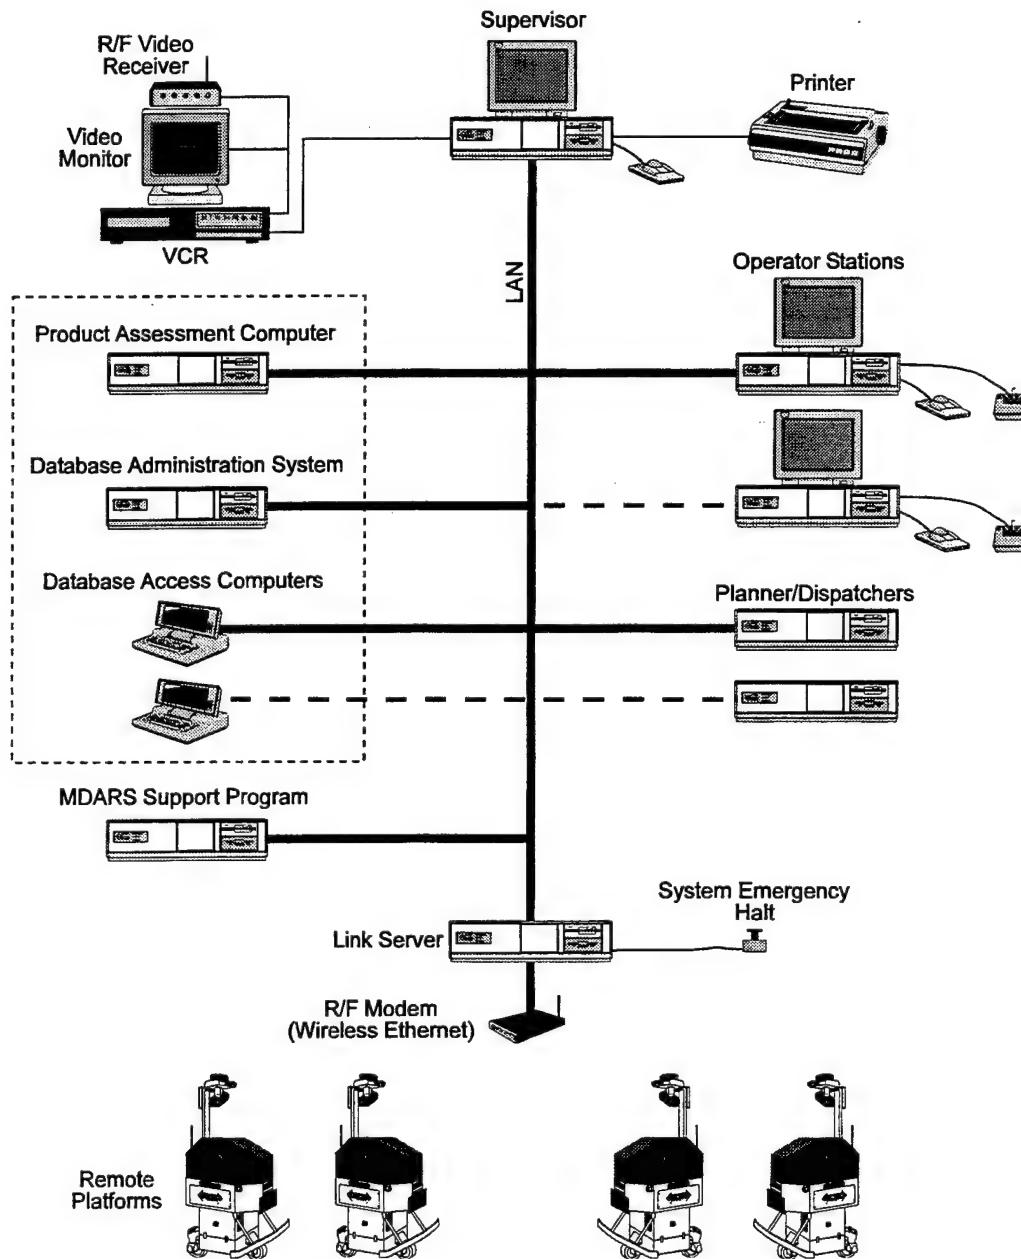 Supervisor
R/F Video
Receiver
Printer
Video
Monitor
VCR
LAN
Operator Stations
Product Assessment Computer
Database Administration System
Database Access Computers
Planner/Dispatchers
MDARS Support Program
System Emergency
Halt
Link Server
R/F Modem
(Wireless Ethernet)
Remote
Platforms